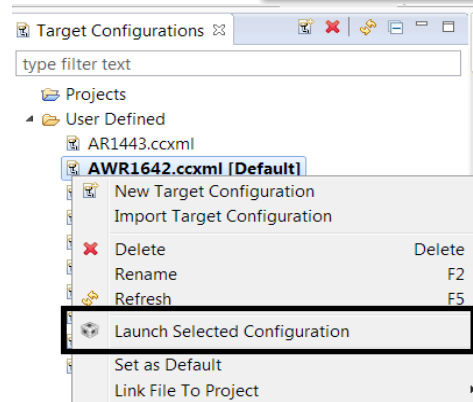 Target Configurations
type filter text
Projects
User Defined
AR1443.ccxml
AWR1642.ccxml [Default]
New Target Configuration
Import Target Configuration
Delete Delete
Rename F2
Refresh F5
Launch Selected Configuration
Set as Default
Link File To Project